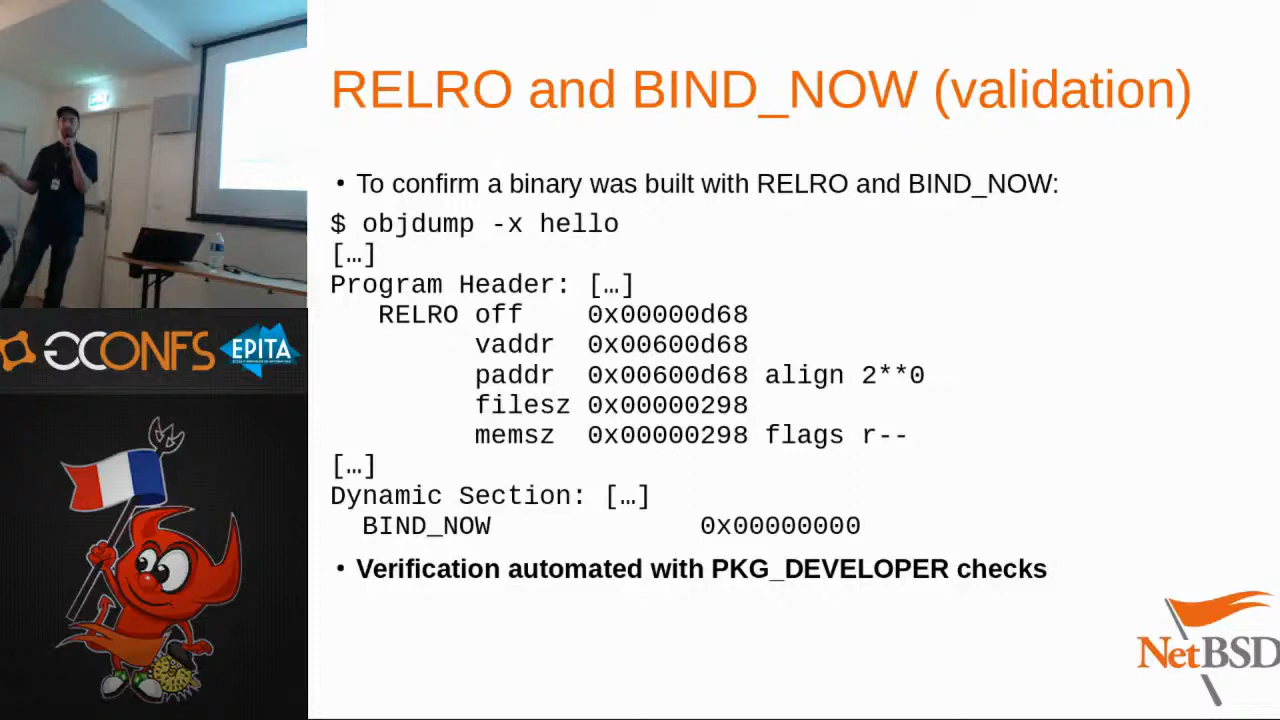 RELRO and BIND_NOW (validation)
• To confirm a binary was built with RELRO and BIND_NOW:
$ objdump -x hello
[…]
Program Header: […]
RELRO off 0x00000d68
vaddr 0x00600d68
paddr 0x00600d68 align 2**0
filesz 0x00000298
memsz 0x00000298 flags r--
[…]
Dynamic Section: […]
BIND_NOW 0x00000000
• Verification automated with PKG_DEVELOPER checks
GCONFS
EPITA
NetBSD